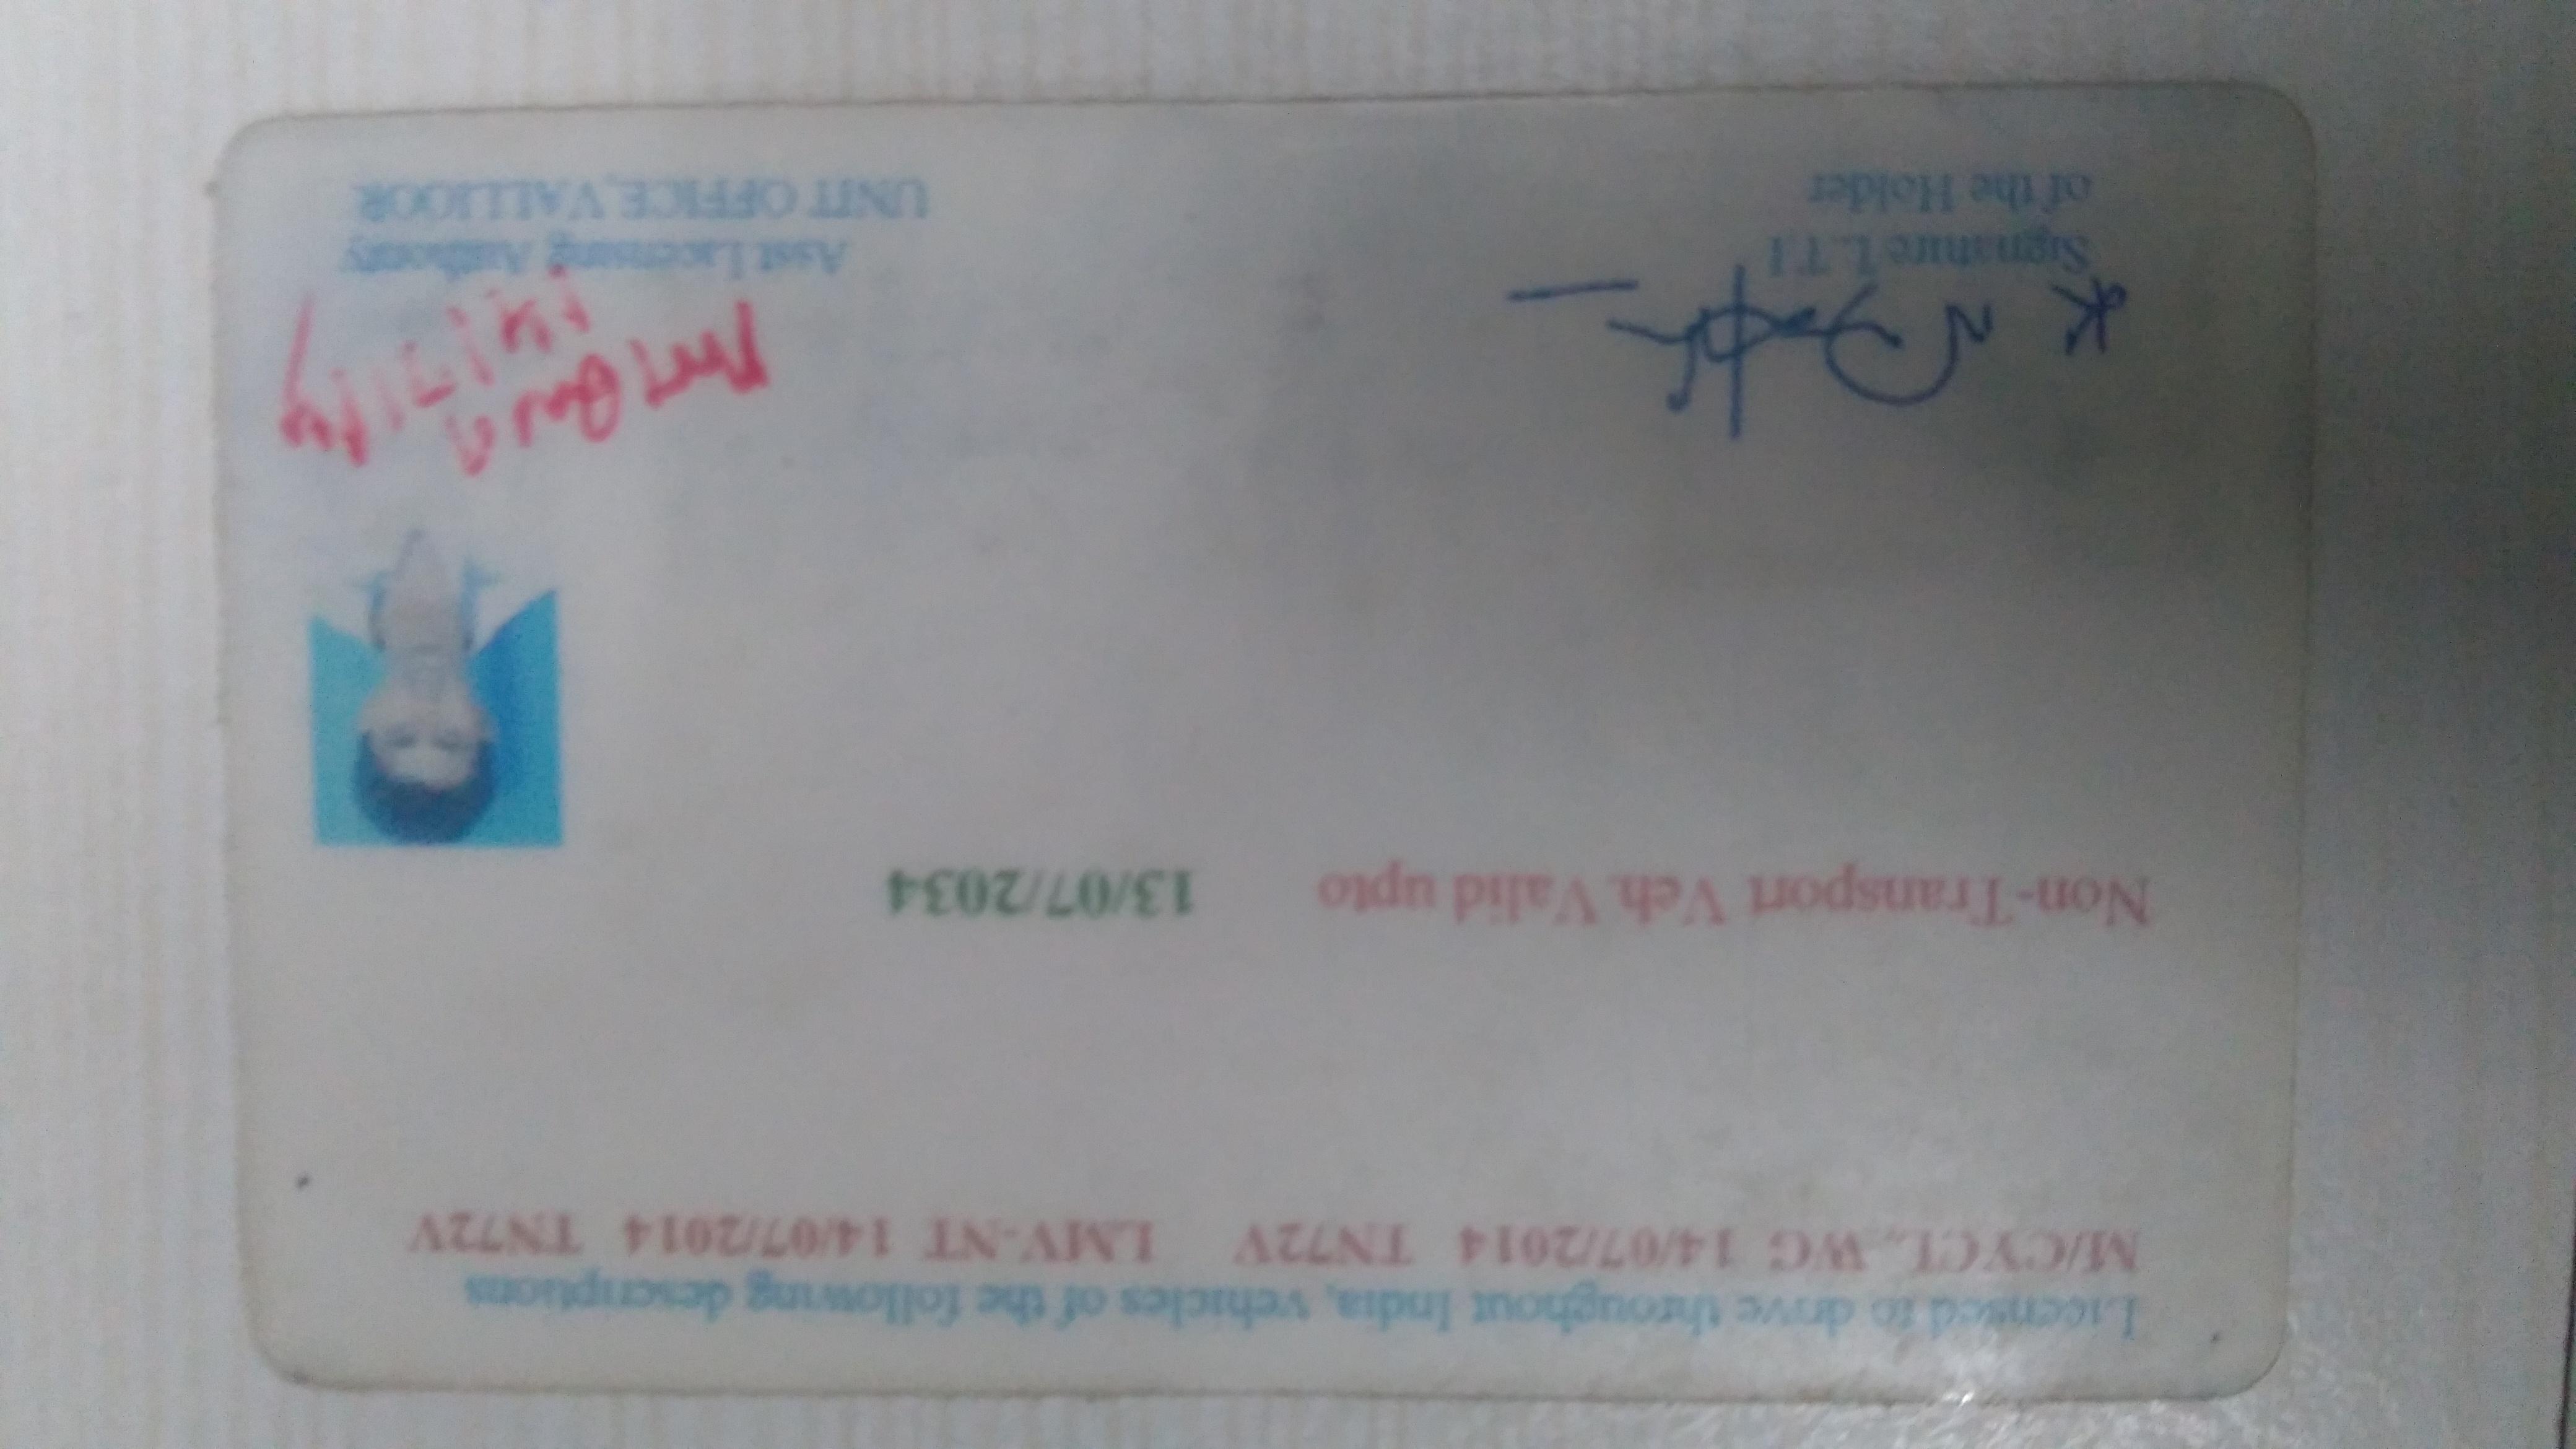 Licensed to drive throughout India, vehicles of the following descriptions
M/CYCL.WG 14/07/2014 TN72V LMV-NT 14/07/2014 TN72V
Non-Transport Veh. Valid upto 13/07/2034
Signature L.T.I
of the Holder
Asst Licensing Authority
UNIT OFFICE, VALLIOOR